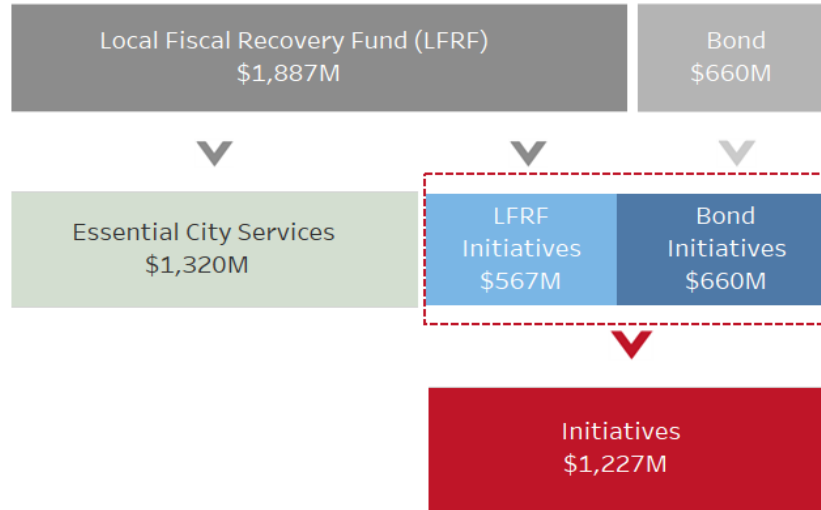 Local Fiscal Recovery Fund (LFRF)
$1,887M
Bond
$660M
Essential City Services
$1,320M
LFRF
Initiatives
$567M
Bond
Initiatives
$660M
Initiatives
$1,227M